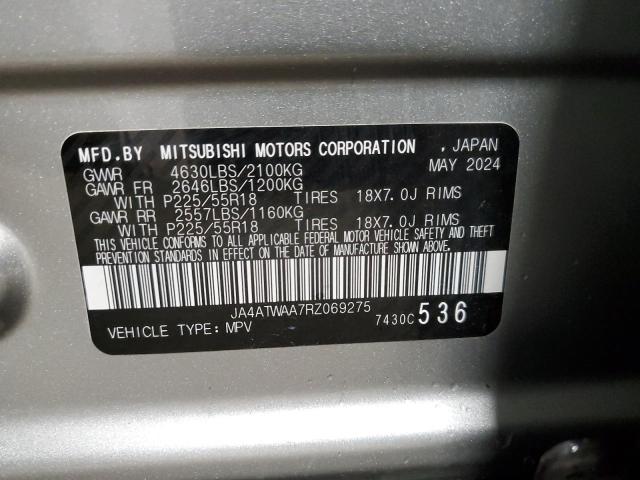 MFD.BY MITSUBISHI MOTORS CORPORATION , JAPAN
GVWR 4630LBS/2100KG MAY 2024
GAWR FR 2646LBS/1200KG
WITH P225/55R18 TIRES 18X7.0J RIMS
GAWR RR 2557LBS/1160KG
WITH P225/55R18 TIRES 18X7.0J RIMS
THIS VEHICLE CONFORMS TO ALL APPLICABLE FEDERAL MOTOR VEHICLE SAFETY AND THEFT
PREVENTION STANDARDS IN EFFECT ON THE DATE OF MANUFACTURE SHOWN ABOVE.
JA4ATWAA7RZ069275
VEHICLE TYPE: MPV 7430C 536